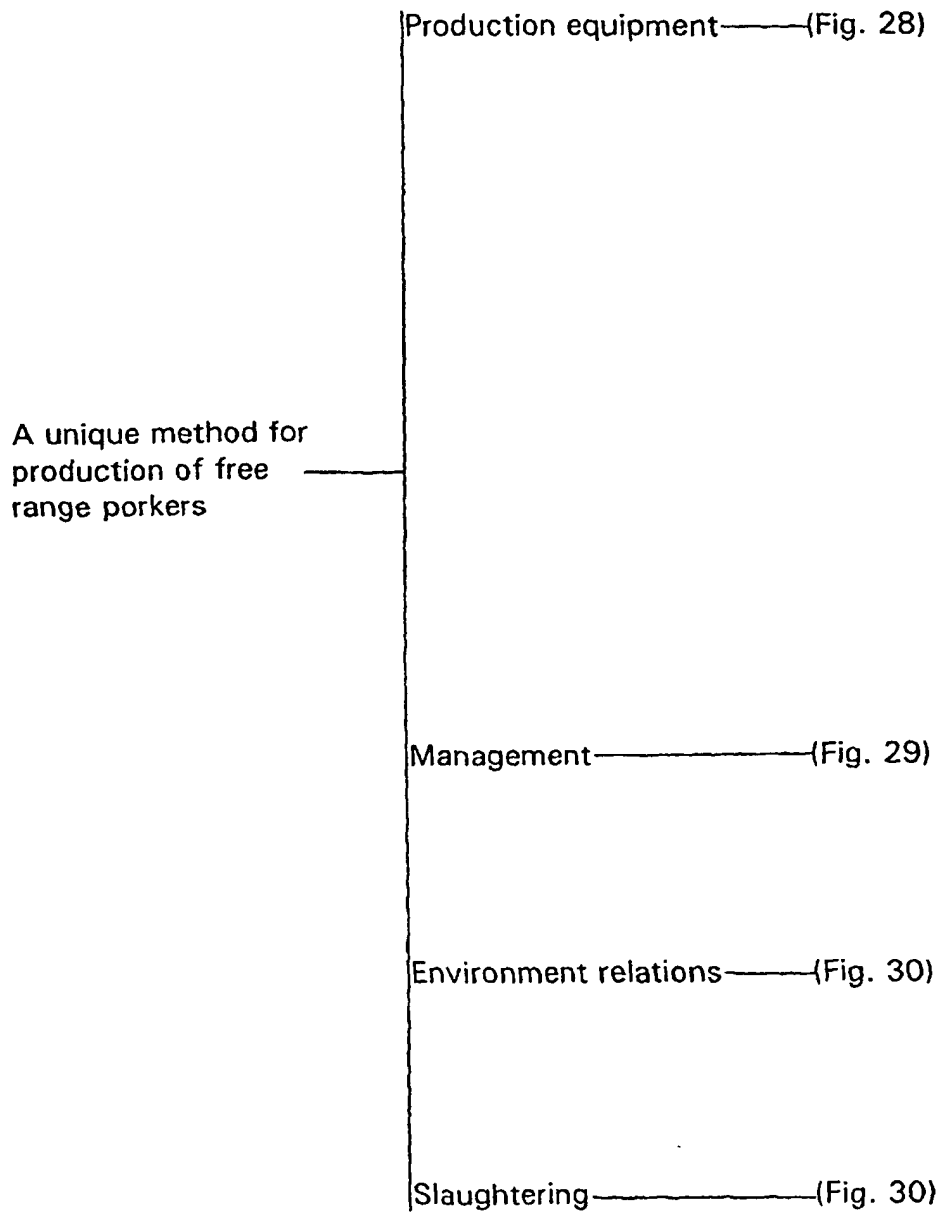 Production equipment (Fig. 28)
A unique method for
production of free
range porkers
Management (Fig. 29)
Environment relations (Fig. 30)
Slaughtering (Fig. 30)